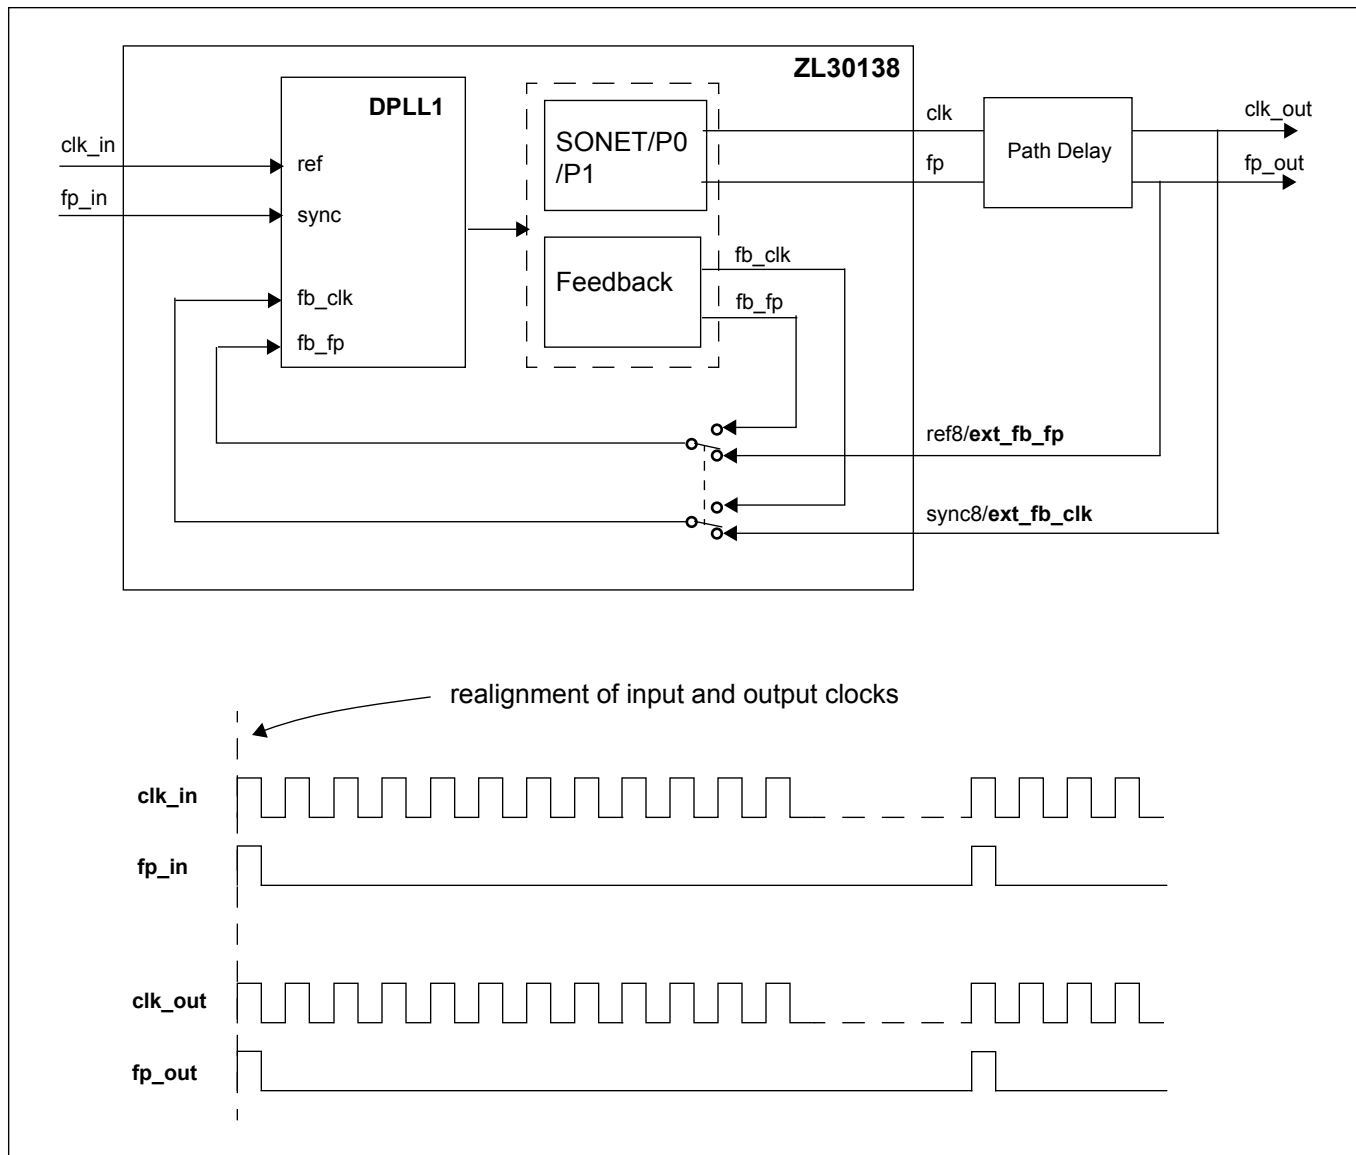 ZL30138
DPLL1
clk_in
ref
fp_in
sync
fb_clk
fb_fp
SONET/P0
/P1
Feedback
fb_clk
fb_fp
clk
fp
Path Delay
clk_out
fp_out
ref8/ext_fb_fp
sync8/ext_fb_clk
realignment of input and output clocks
clk_in
fp_in
clk_out
fp_out